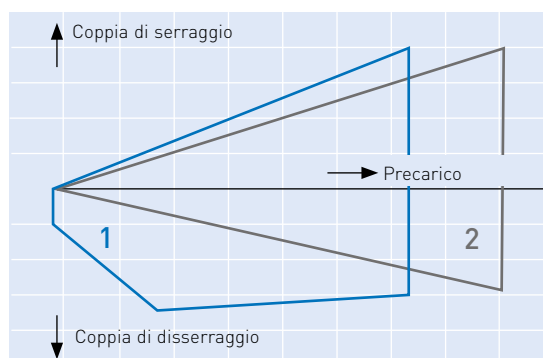 Coppia di serraggio
Precarico
1
2
Coppia di disserraggio